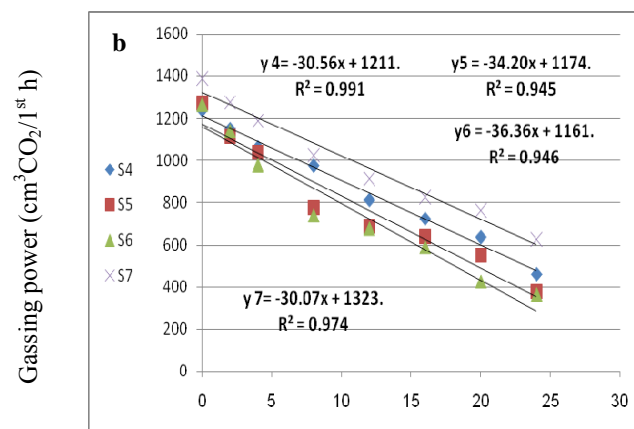 b
y 4= -30.56x + 1211.
R² = 0.991
y5 = -34.20x + 1174.
R² = 0.945
y6 = -36.36x + 1161.
R² = 0.946
y 7= -30.07x + 1323.
R² = 0.974
Gassing power (cm³CO₂/1ˢᵗ h)
S4
S5
S6
S7
1600
1400
1200
1000
800
600
400
200
0
0 5 10 15 20 25 30